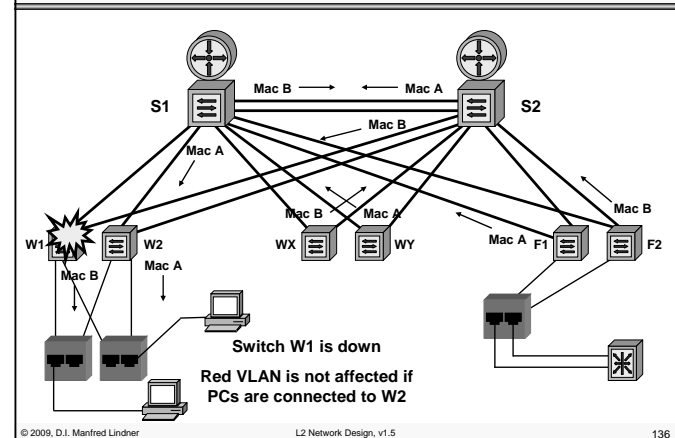 Mac B
Mac A
S1
S2
Mac B
Mac A
Mac B
Mac B
Mac A
W1
W2
WX
WY
Mac A
F1
F2
Mac B
Mac A
Switch W1 is down
Red VLAN is not affected if
PCs are connected to W2
© 2009, D.I. Manfred Lindner
L2 Network Design, v1.5
136